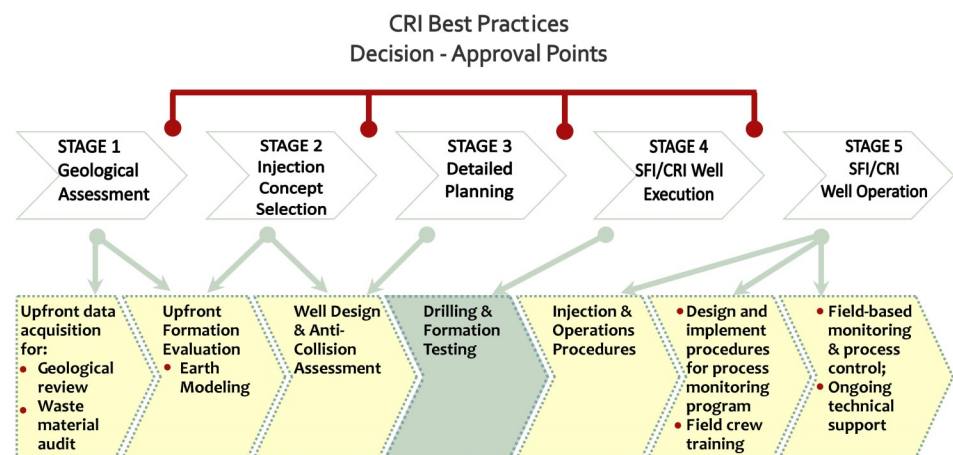 CRI Best Practices
Decision - Approval Points
STAGE 1
Geological
Assessment
STAGE 2
Injection
Concept
Selection
STAGE 3
Detailed
Planning
STAGE 4
SFI/CRI Well
Execution
STAGE 5
SFI/CRI
Well Operation
Upfront data
acquisition
for:
• Geological
review
• Waste
material
audit
Upfront
Formation
Evaluation
• Earth
Modeling
Well Design
& Anti-
Collision
Assessment
Drilling &
Formation
Testing
Injection &
Operations
Procedures
• Design and
implement
procedures
for process
monitoring
program
• Field crew
training
• Field-based
monitoring
& process
control;
• Ongoing
technical
support